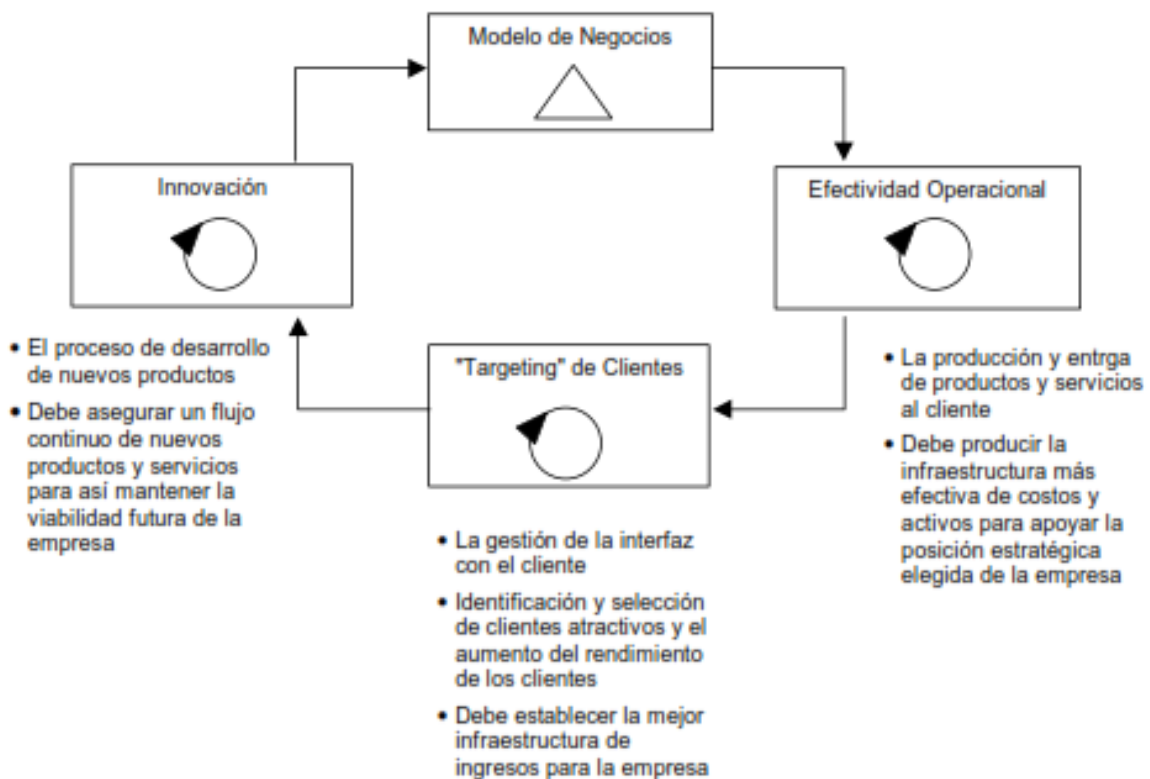 Modelo de Negocios
Innovación
Efectividad Operacional
"Targeting" de Clientes
• El proceso de desarrollo
de nuevos productos
• Debe asegurar un flujo
continuo de nuevos
productos y servicios
para así mantener la
viabilidad futura de la
empresa
• La gestión de la interfaz
con el cliente
• Identificación y selección
de clientes atractivos y el
aumento del rendimiento
de los clientes
• Debe establecer la mejor
infraestructura de
ingresos para la empresa
• La producción y entrga
de productos y servicios
al cliente
• Debe producir la
infraestructura más
efectiva de costos y
activos para apoyar la
posición estratégica
elegida de la empresa